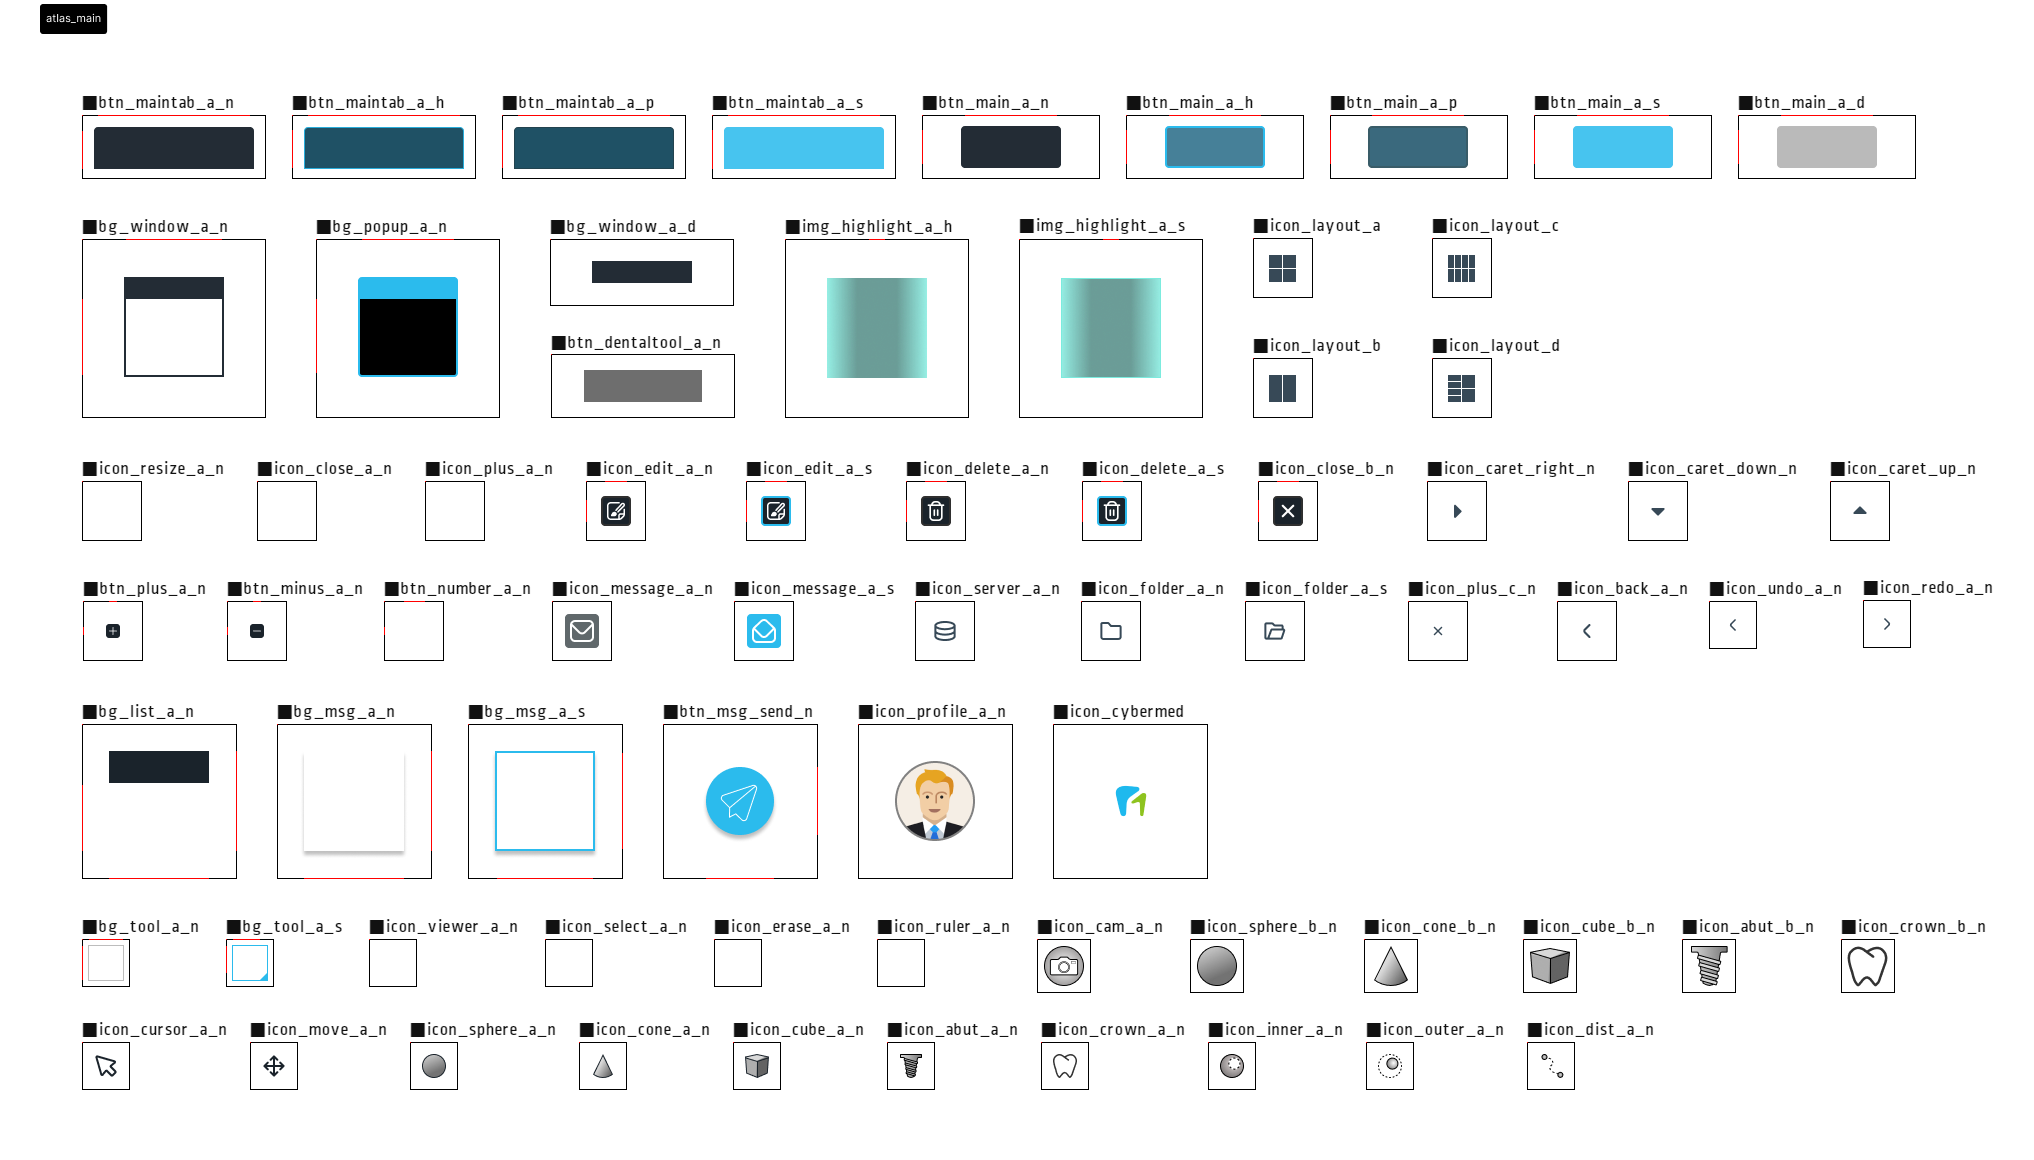 atlas_main
btn_maintab_a_n btn_maintab_a_h btn_maintab_a_p btn_maintab_a_s btn_main_a_n btn_main_a_h btn_main_a_p btn_main_a_s btn_main_a_d
bg_window_a_n bg_popup_a_n bg_window_a_d img_highlight_a_h img_highlight_a_s icon_layout_a icon_layout_c
btn_dentaltool_a_n icon_layout_b icon_layout_d
icon_resize_a_n icon_close_a_n icon_plus_a_n icon_edit_a_n icon_edit_a_s icon_delete_a_n icon_delete_a_s icon_close_b_n icon_caret_right_n icon_caret_down_n icon_caret_up_n
btn_plus_a_n btn_minus_a_n btn_number_a_n icon_message_a_n icon_message_a_s icon_server_a_n icon_folder_a_n icon_folder_a_s icon_plus_c_n icon_back_a_n icon_undo_a_n icon_redo_a_n
bg_list_a_n bg_msg_a_n bg_msg_a_s btn_msg_send_n icon_profile_a_n icon_cybermed
bg_tool_a_n bg_tool_a_s icon_viewer_a_n icon_select_a_n icon_erase_a_n icon_ruler_a_n icon_cam_a_n icon_sphere_b_n icon_cone_b_n icon_cube_b_n icon_abut_b_n icon_crown_b_n
icon_cursor_a_n icon_move_a_n icon_sphere_a_n icon_cone_a_n icon_cube_a_n icon_abut_a_n icon_crown_a_n icon_inner_a_n icon_outer_a_n icon_dist_a_n